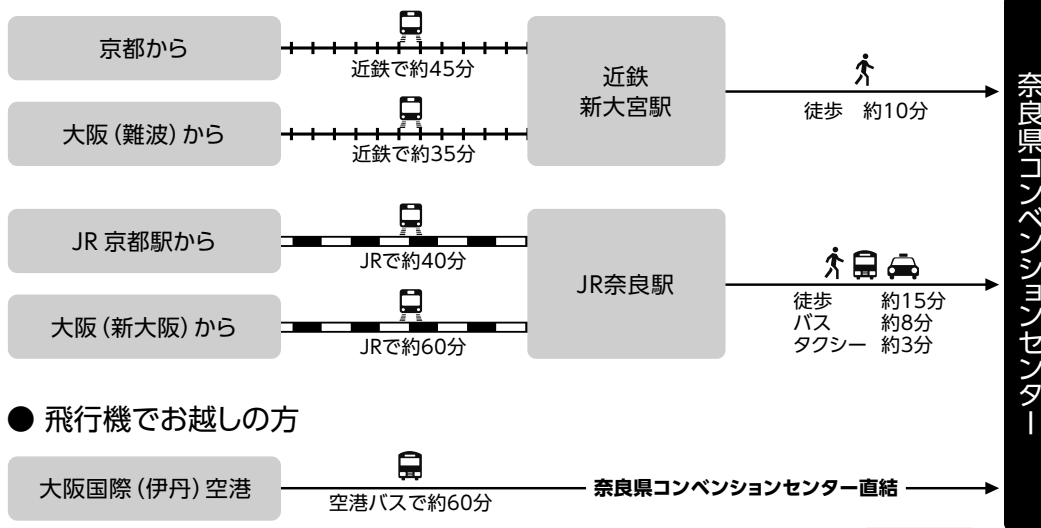 京都から
近鉄で約45分
大阪（難波）から
近鉄で約35分
近鉄
新大宮駅
徒歩　約10分
JR 京都駅から
JRで約40分
大阪（新大阪）から
JRで約60分
JR奈良駅
徒歩　約15分
バス　約8分
タクシー　約3分
● 飛行機でお越しの方
大阪国際（伊丹）空港
空港バスで約60分
奈良県コンベンションセンター直結
奈良県コンベンションセンター